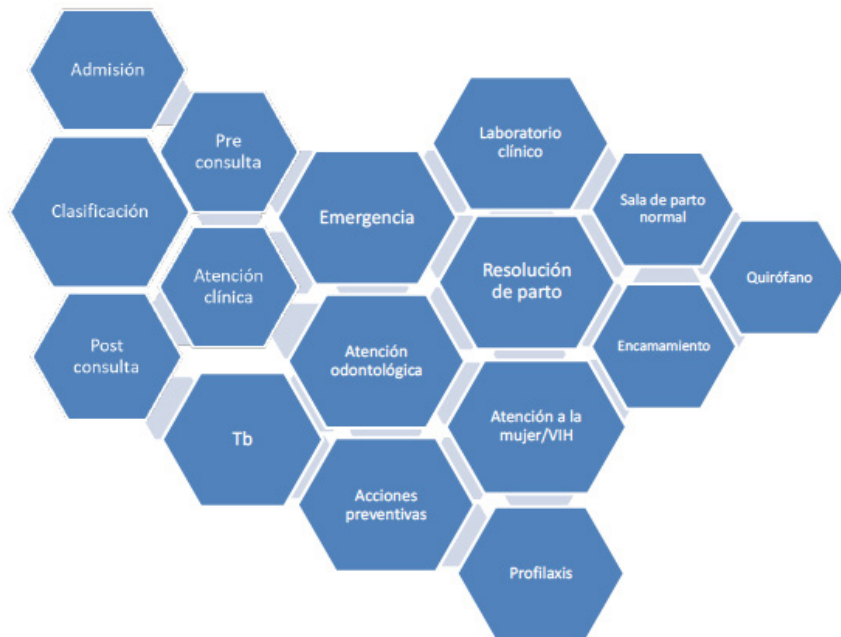 Admisión
Pre
consulta
Clasificación
Atención
clínica
Post
consulta
Emergencia
Laboratorio
clínico
Sala de parto
normal
Resolución
de parto
Quirófano
Encamamiento
Atención
odontológica
Tb
Atención a la
mujer/VIH
Acciones
preventivas
Profilaxis